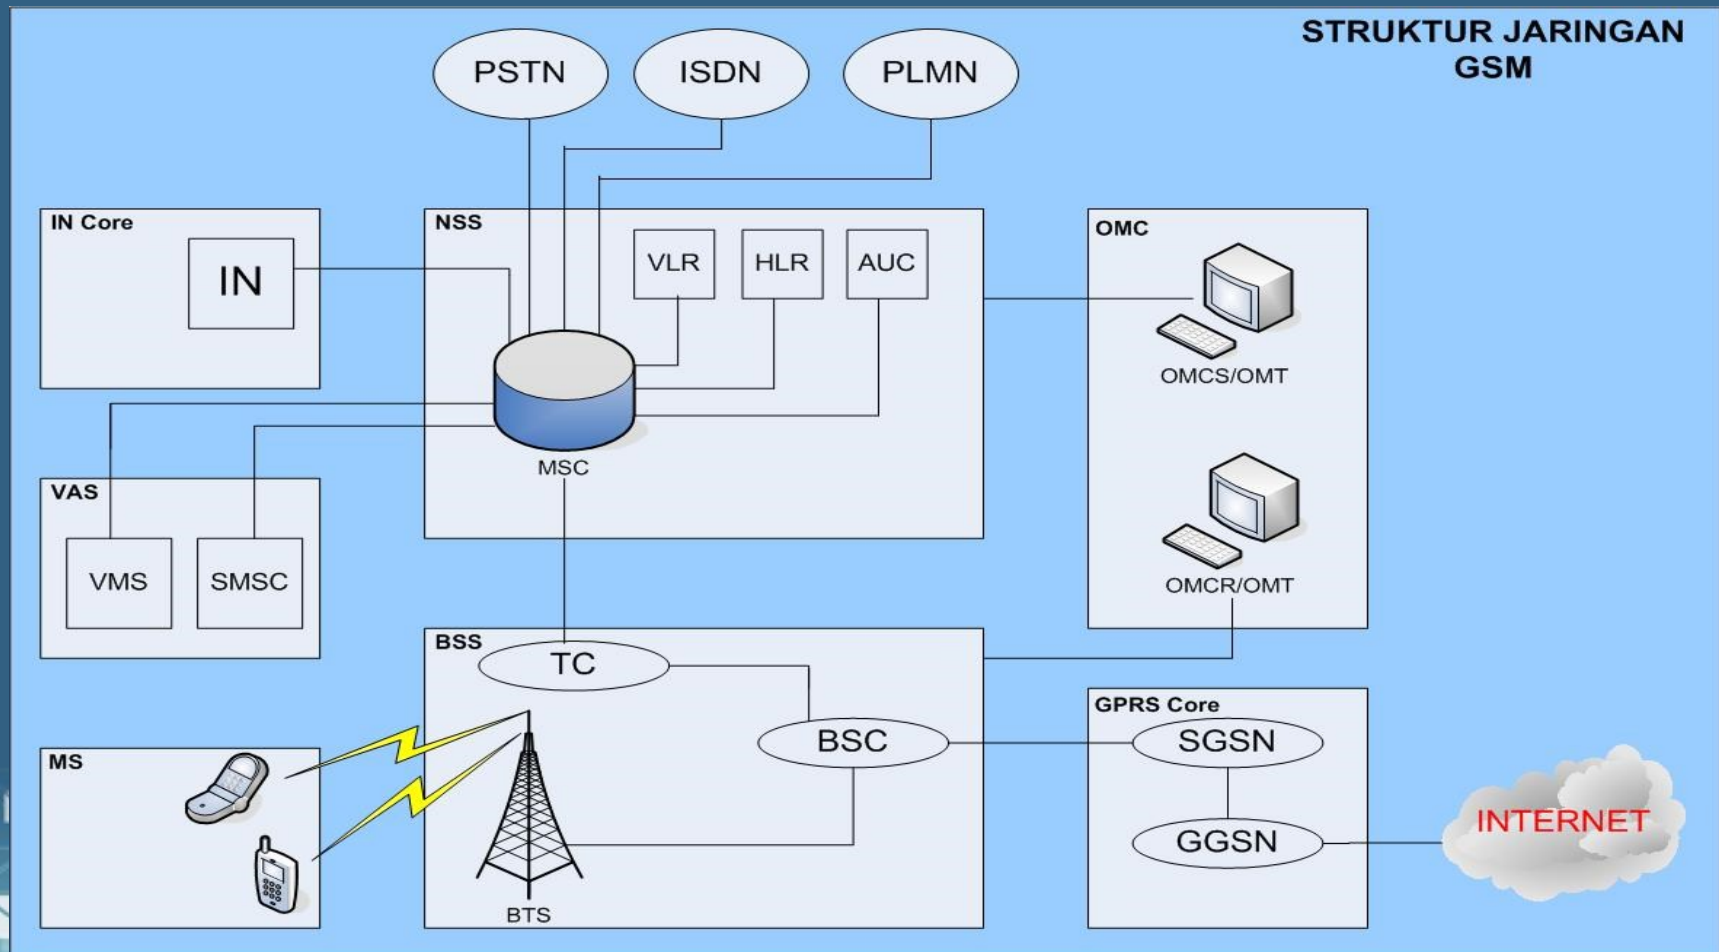 STRUKTUR JARINGAN
GSM
PSTN
ISDN
PLMN
IN Core
IN
NSS
VLR
HLR
AUC
MSC
OMC
OMCS/OMT
OMCR/OMT
VAS
VMS
SMSC
BSS
TC
BSC
BTS
MS
GPRS Core
SGSN
GGSN
INTERNET